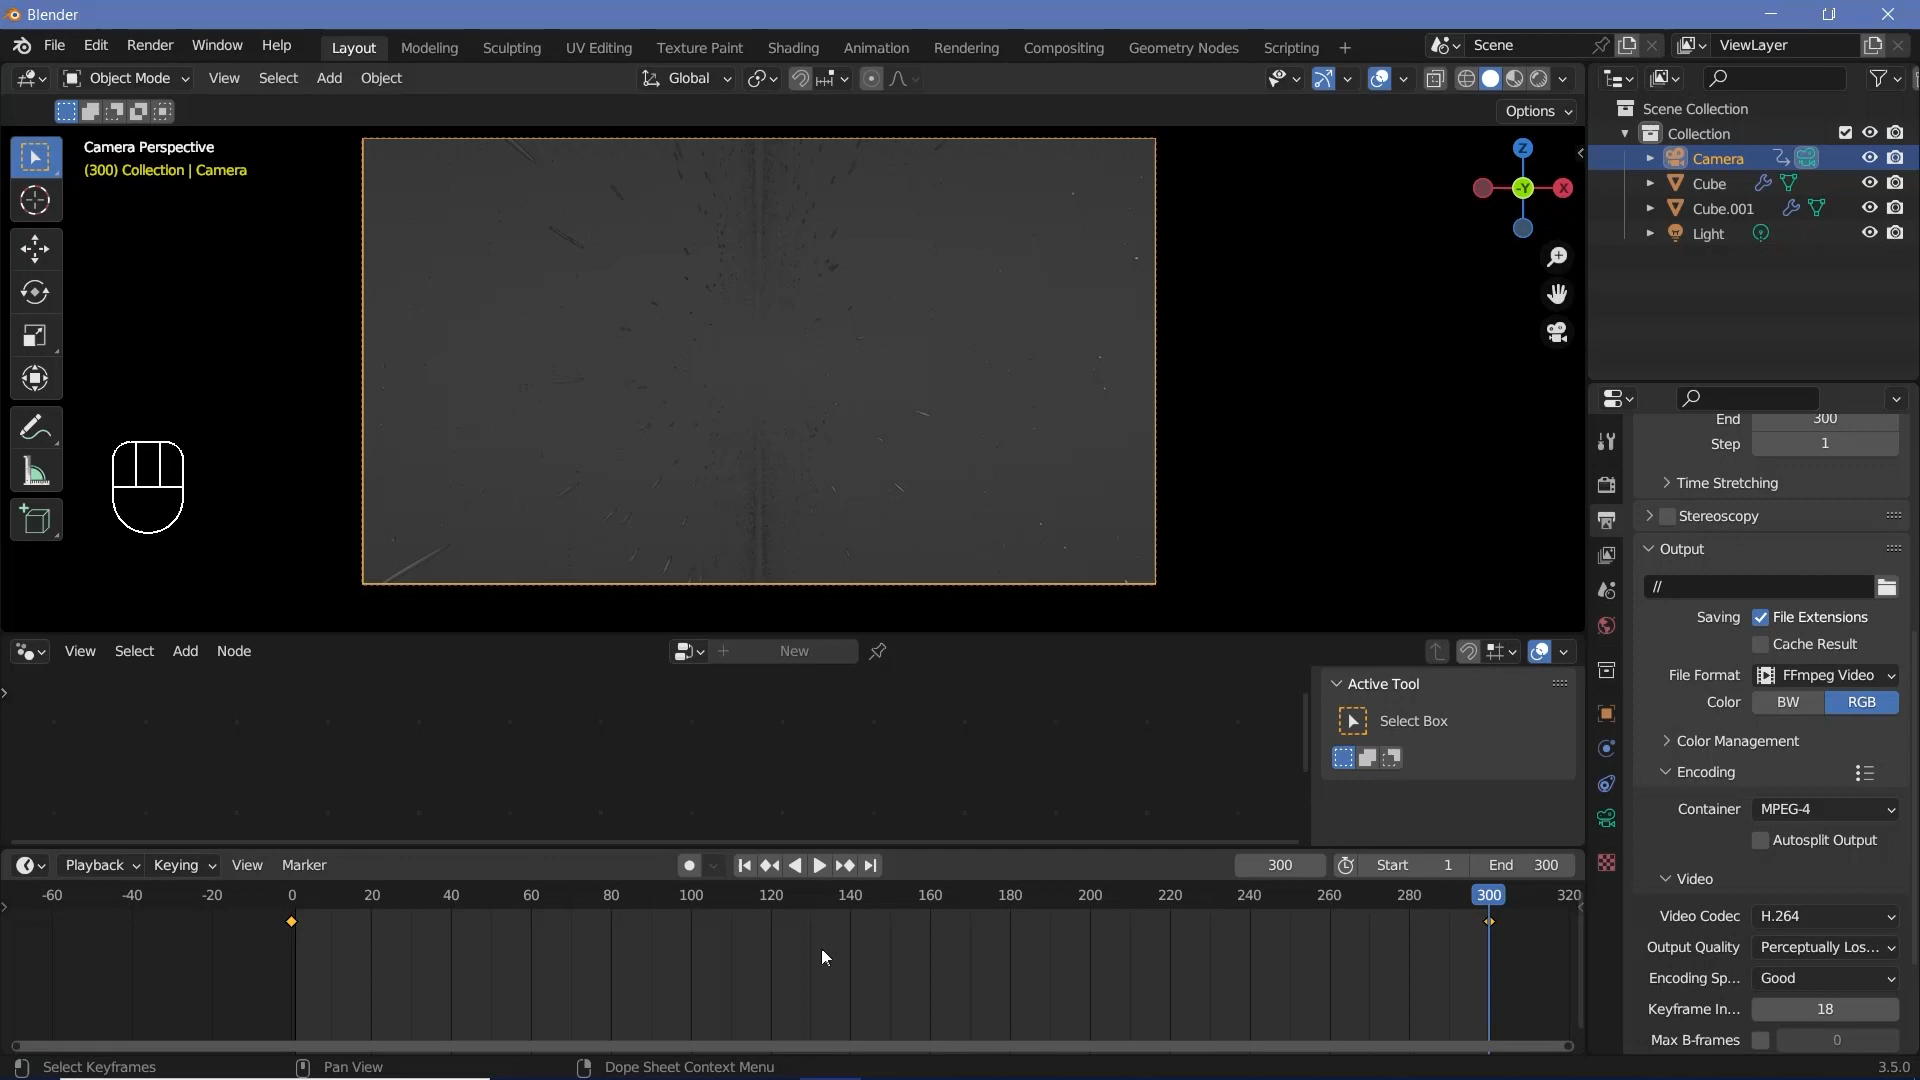 Blender
File Edit Render Window Help
Layout Modeling Sculpting UV Editing Texture Paint Shading Animation Rendering Compositing Geometry Nodes Scripting +
Scene
ViewLayer
Object Mode View Select Add Object
Global
Options
Camera Perspective
(300) Collection | Camera
Z
-Y
X
Scene Collection
Collection
Camera
Cube
Cube.001
Light
End 300
Step 1
Time Stretching
Stereoscopy
Output
//
Saving File Extensions
Cache Result
File Format FFmpeg Video
Color BW RGB
Color Management
Encoding
Container MPEG-4
Autosplit Output
Video
Video Codec H.264
Output Quality Perceptually Los...
Encoding Sp... Good
Keyframe In... 18
Max B-frames 0
View Select Add Node
+ New
Active Tool
Select Box
Playback Keying View Marker
300 Start 1 End 300
-60 -40 -20 0 20 40 60 80 100 120 140 160 180 200 220 240 260 280 300 320
Select Keyframes Pan View Dope Sheet Context Menu
3.5.0